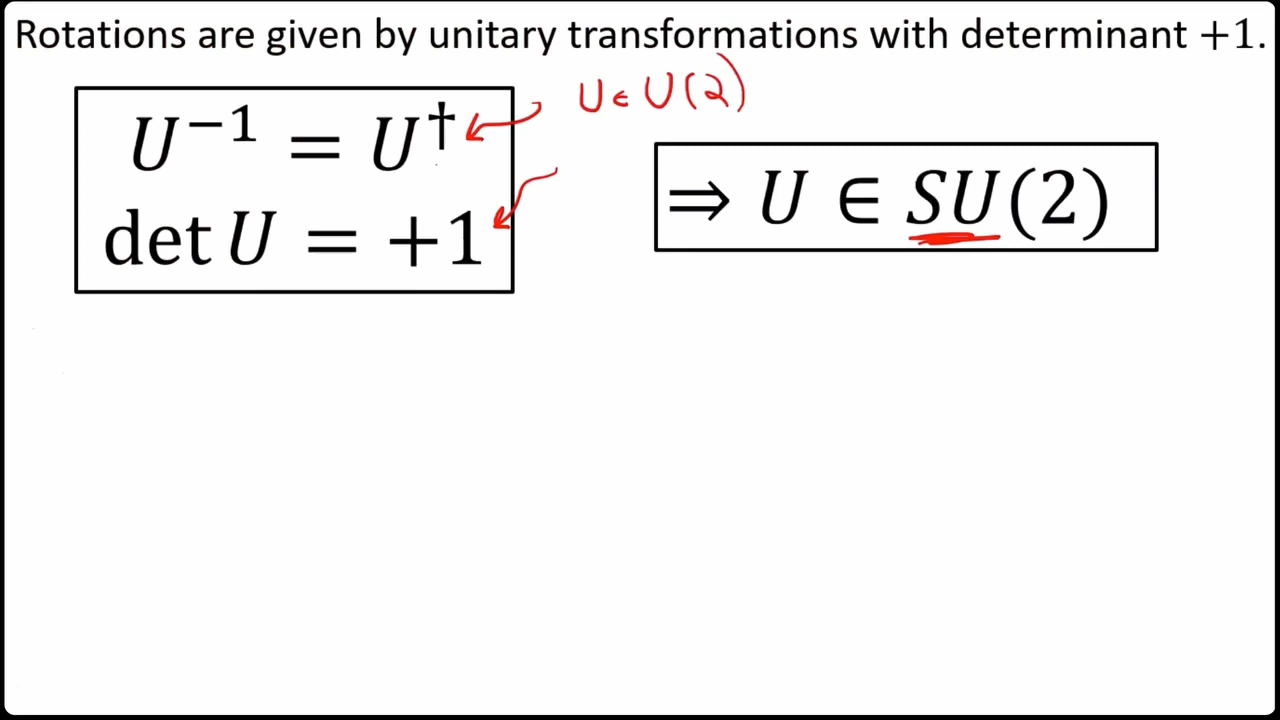 Rotations are given by unitary transformations with determinant +1.
U ∈ U(2)
U⁻¹ = U†
det U = +1
⇒ U ∈ SU(2)